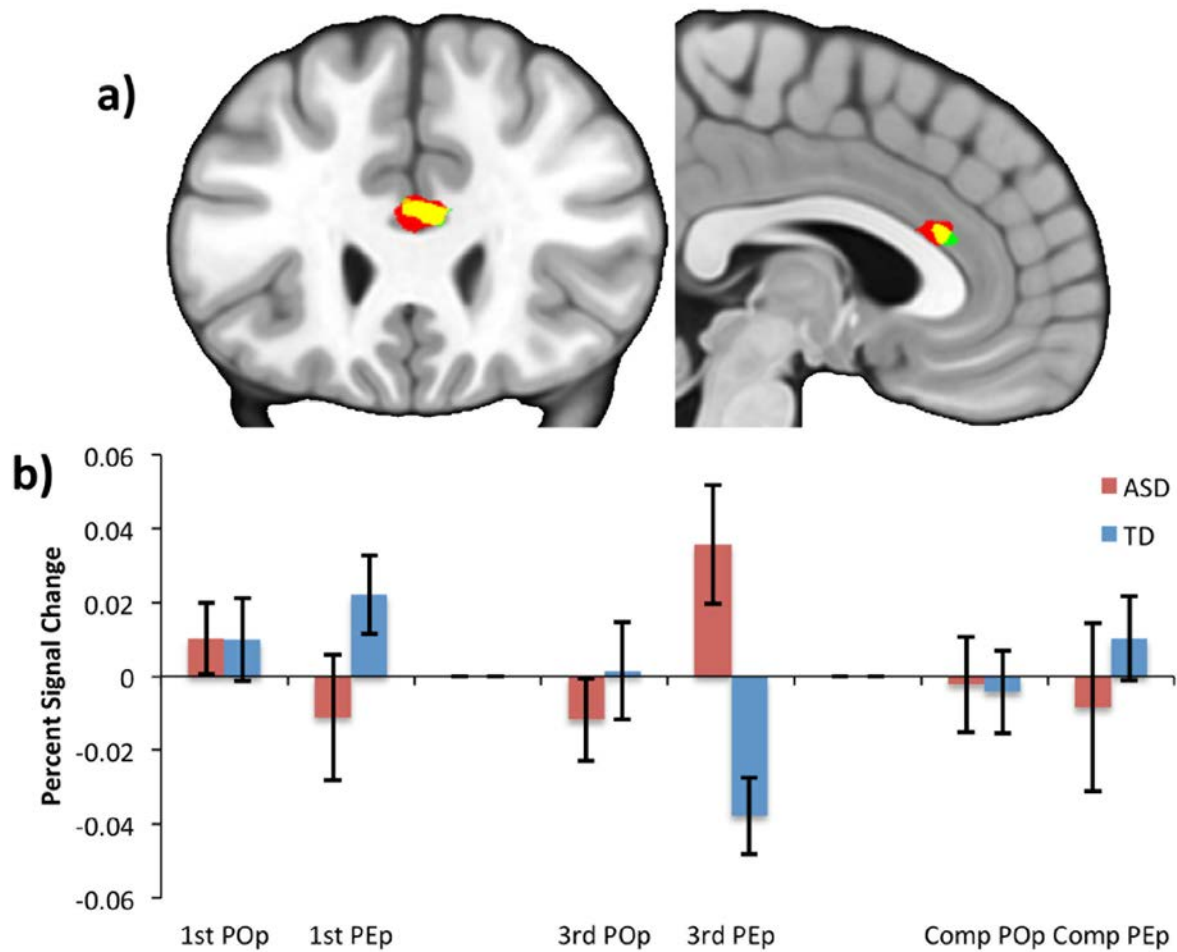 a)
b)
0.06
0.04
0.02
0
-0.02
-0.04
-0.06
Percent Signal Change
ASD
TD
1st POp 1st PEp 3rd POp 3rd PEp Comp POp Comp PEp